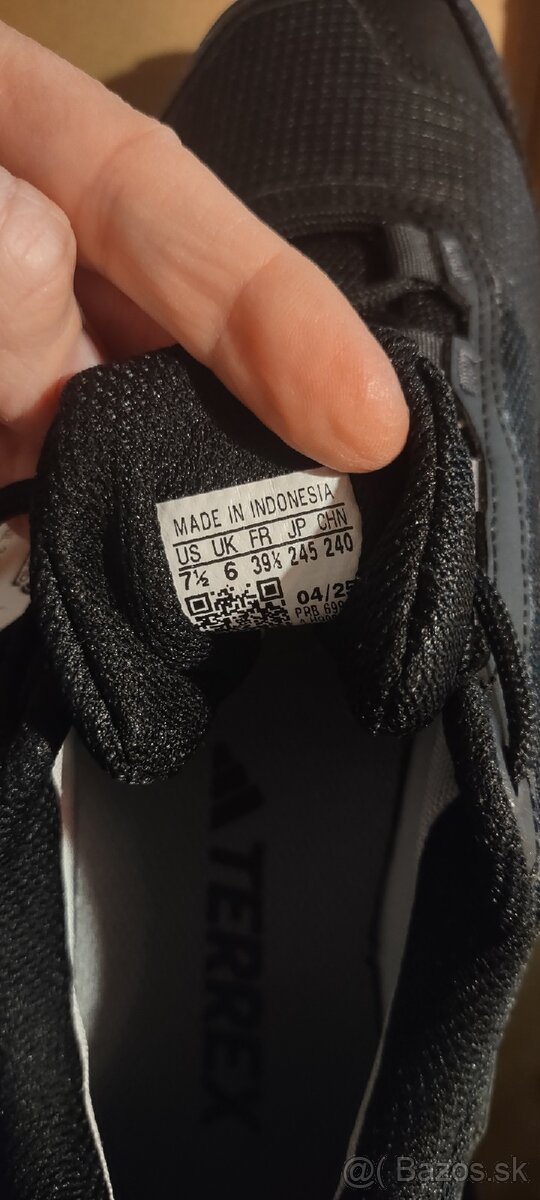 MADE IN INDONESIA
US UK FR JP CHN
7½ 6 39⅓ 245 240
04/25
PRB
TERREX
@( Bazos.sk